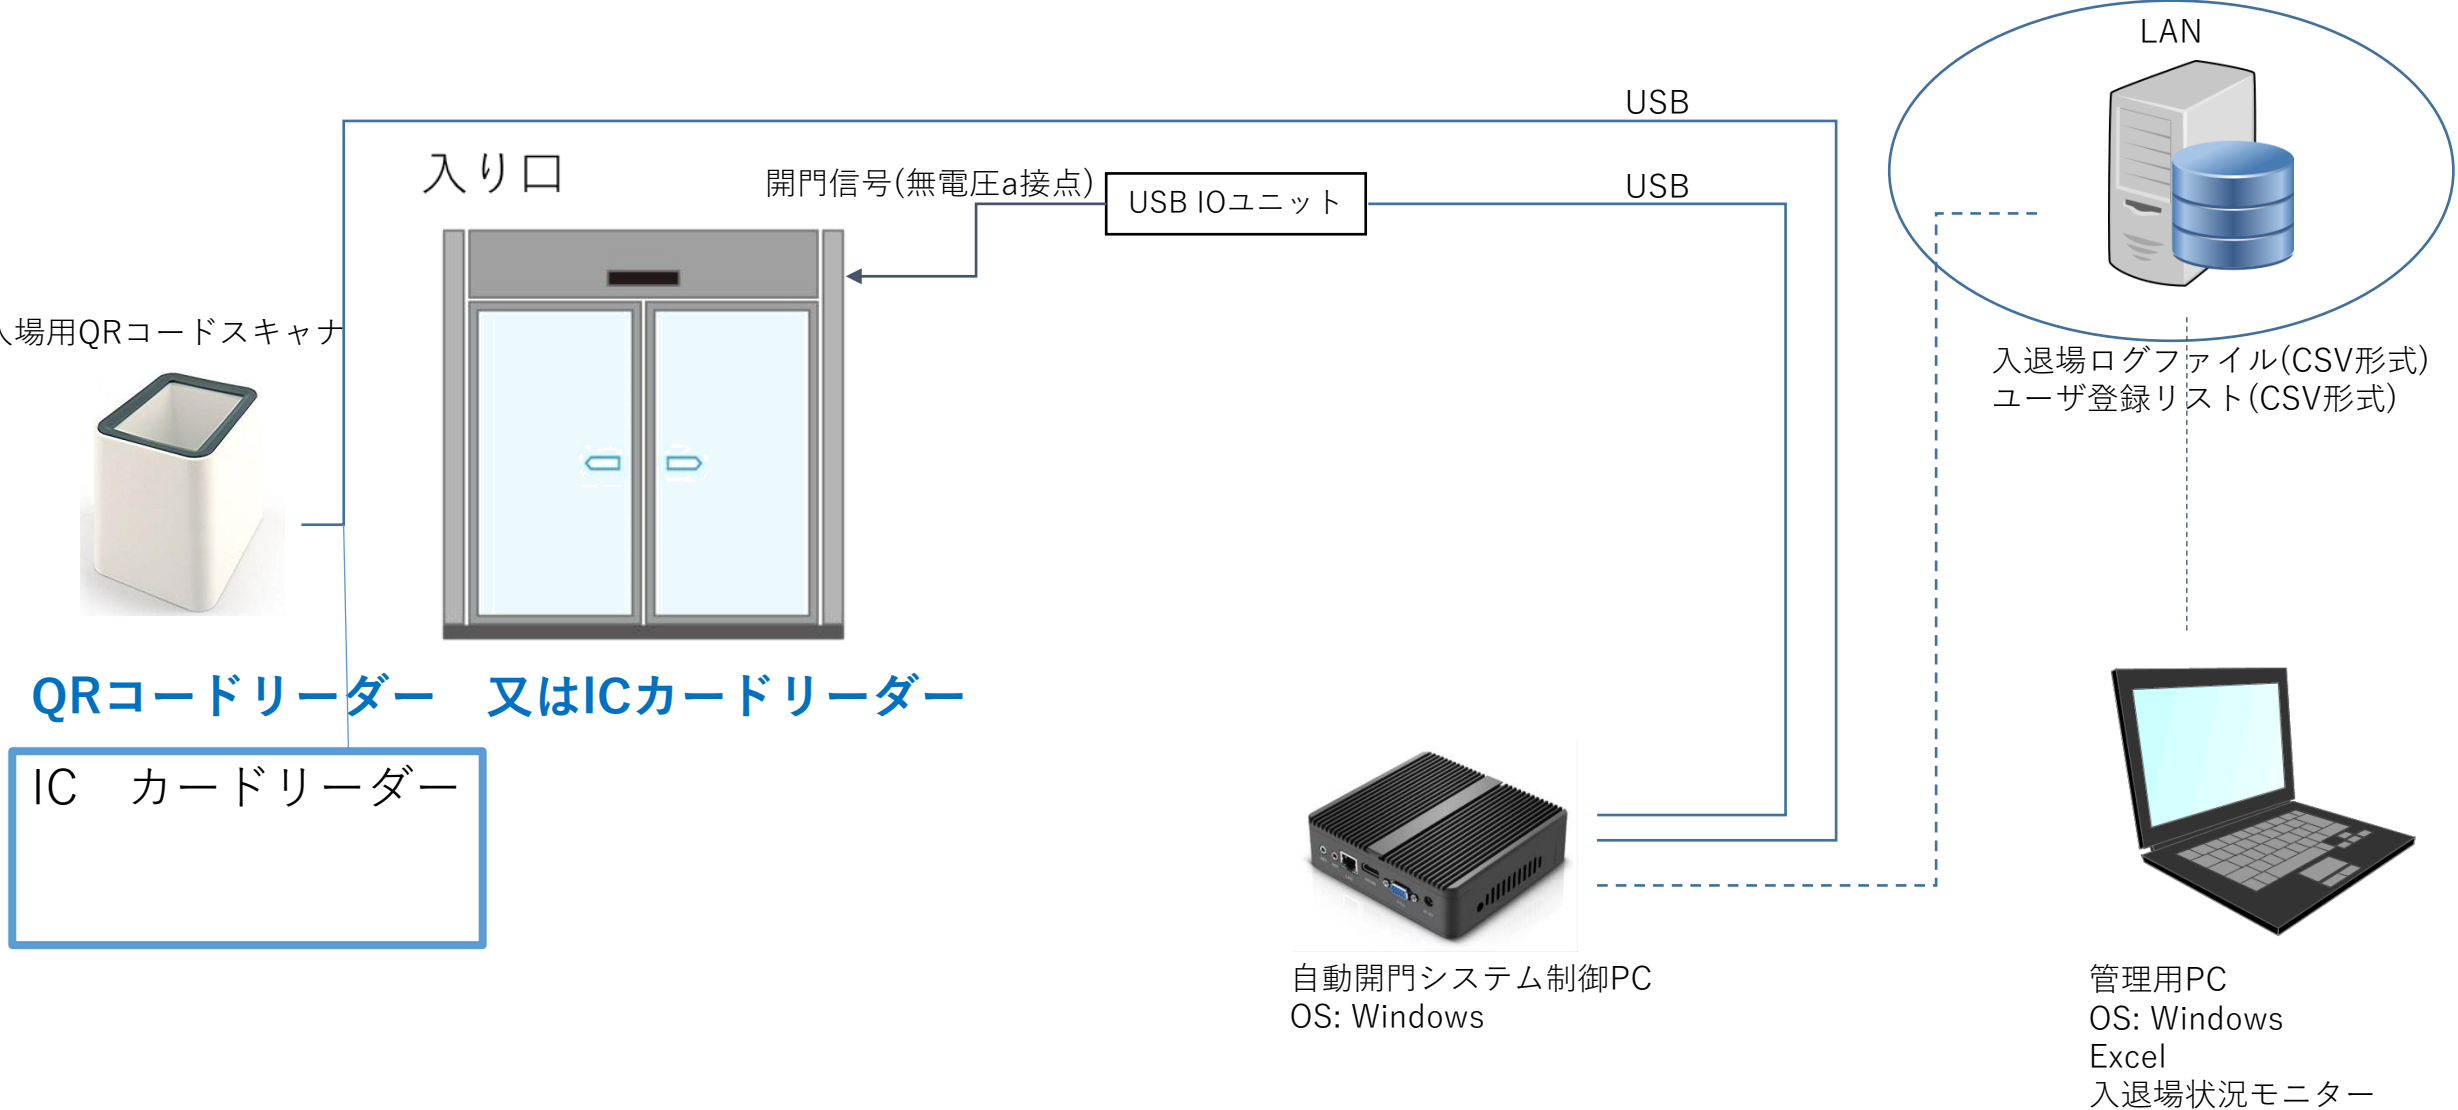 LAN
USB
入り口
開門信号(無電圧a接点)
USB IOユニット
USB
入場用QRコードスキャナ
入退場ログファイル(CSV形式)
ユーザ登録リスト(CSV形式)
QRコードリーダー　又はICカードリーダー
IC　カードリーダー
自動開門システム制御PC
OS: Windows
管理用PC
OS: Windows
Excel
入退場状況モニター